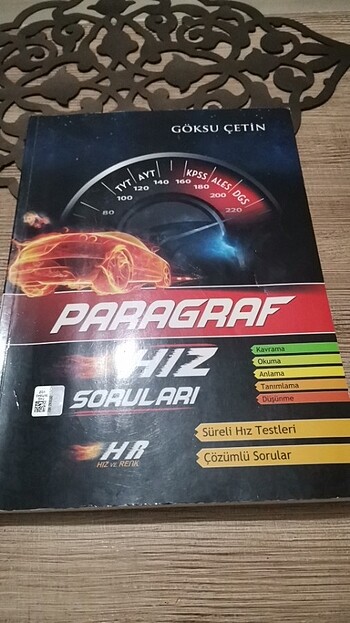 GÖKSU ÇETİN
TYT AYT KPSS ALES DGS
80 100 120 140 160 180 200 220
PARAGRAF
HIZ
SORULARI
Kavrama
Okuma
Anlama
Tanımlama
Düşünme
Süreli Hız Testleri
Çözümlü Sorular
HR
HIZ VE RENK